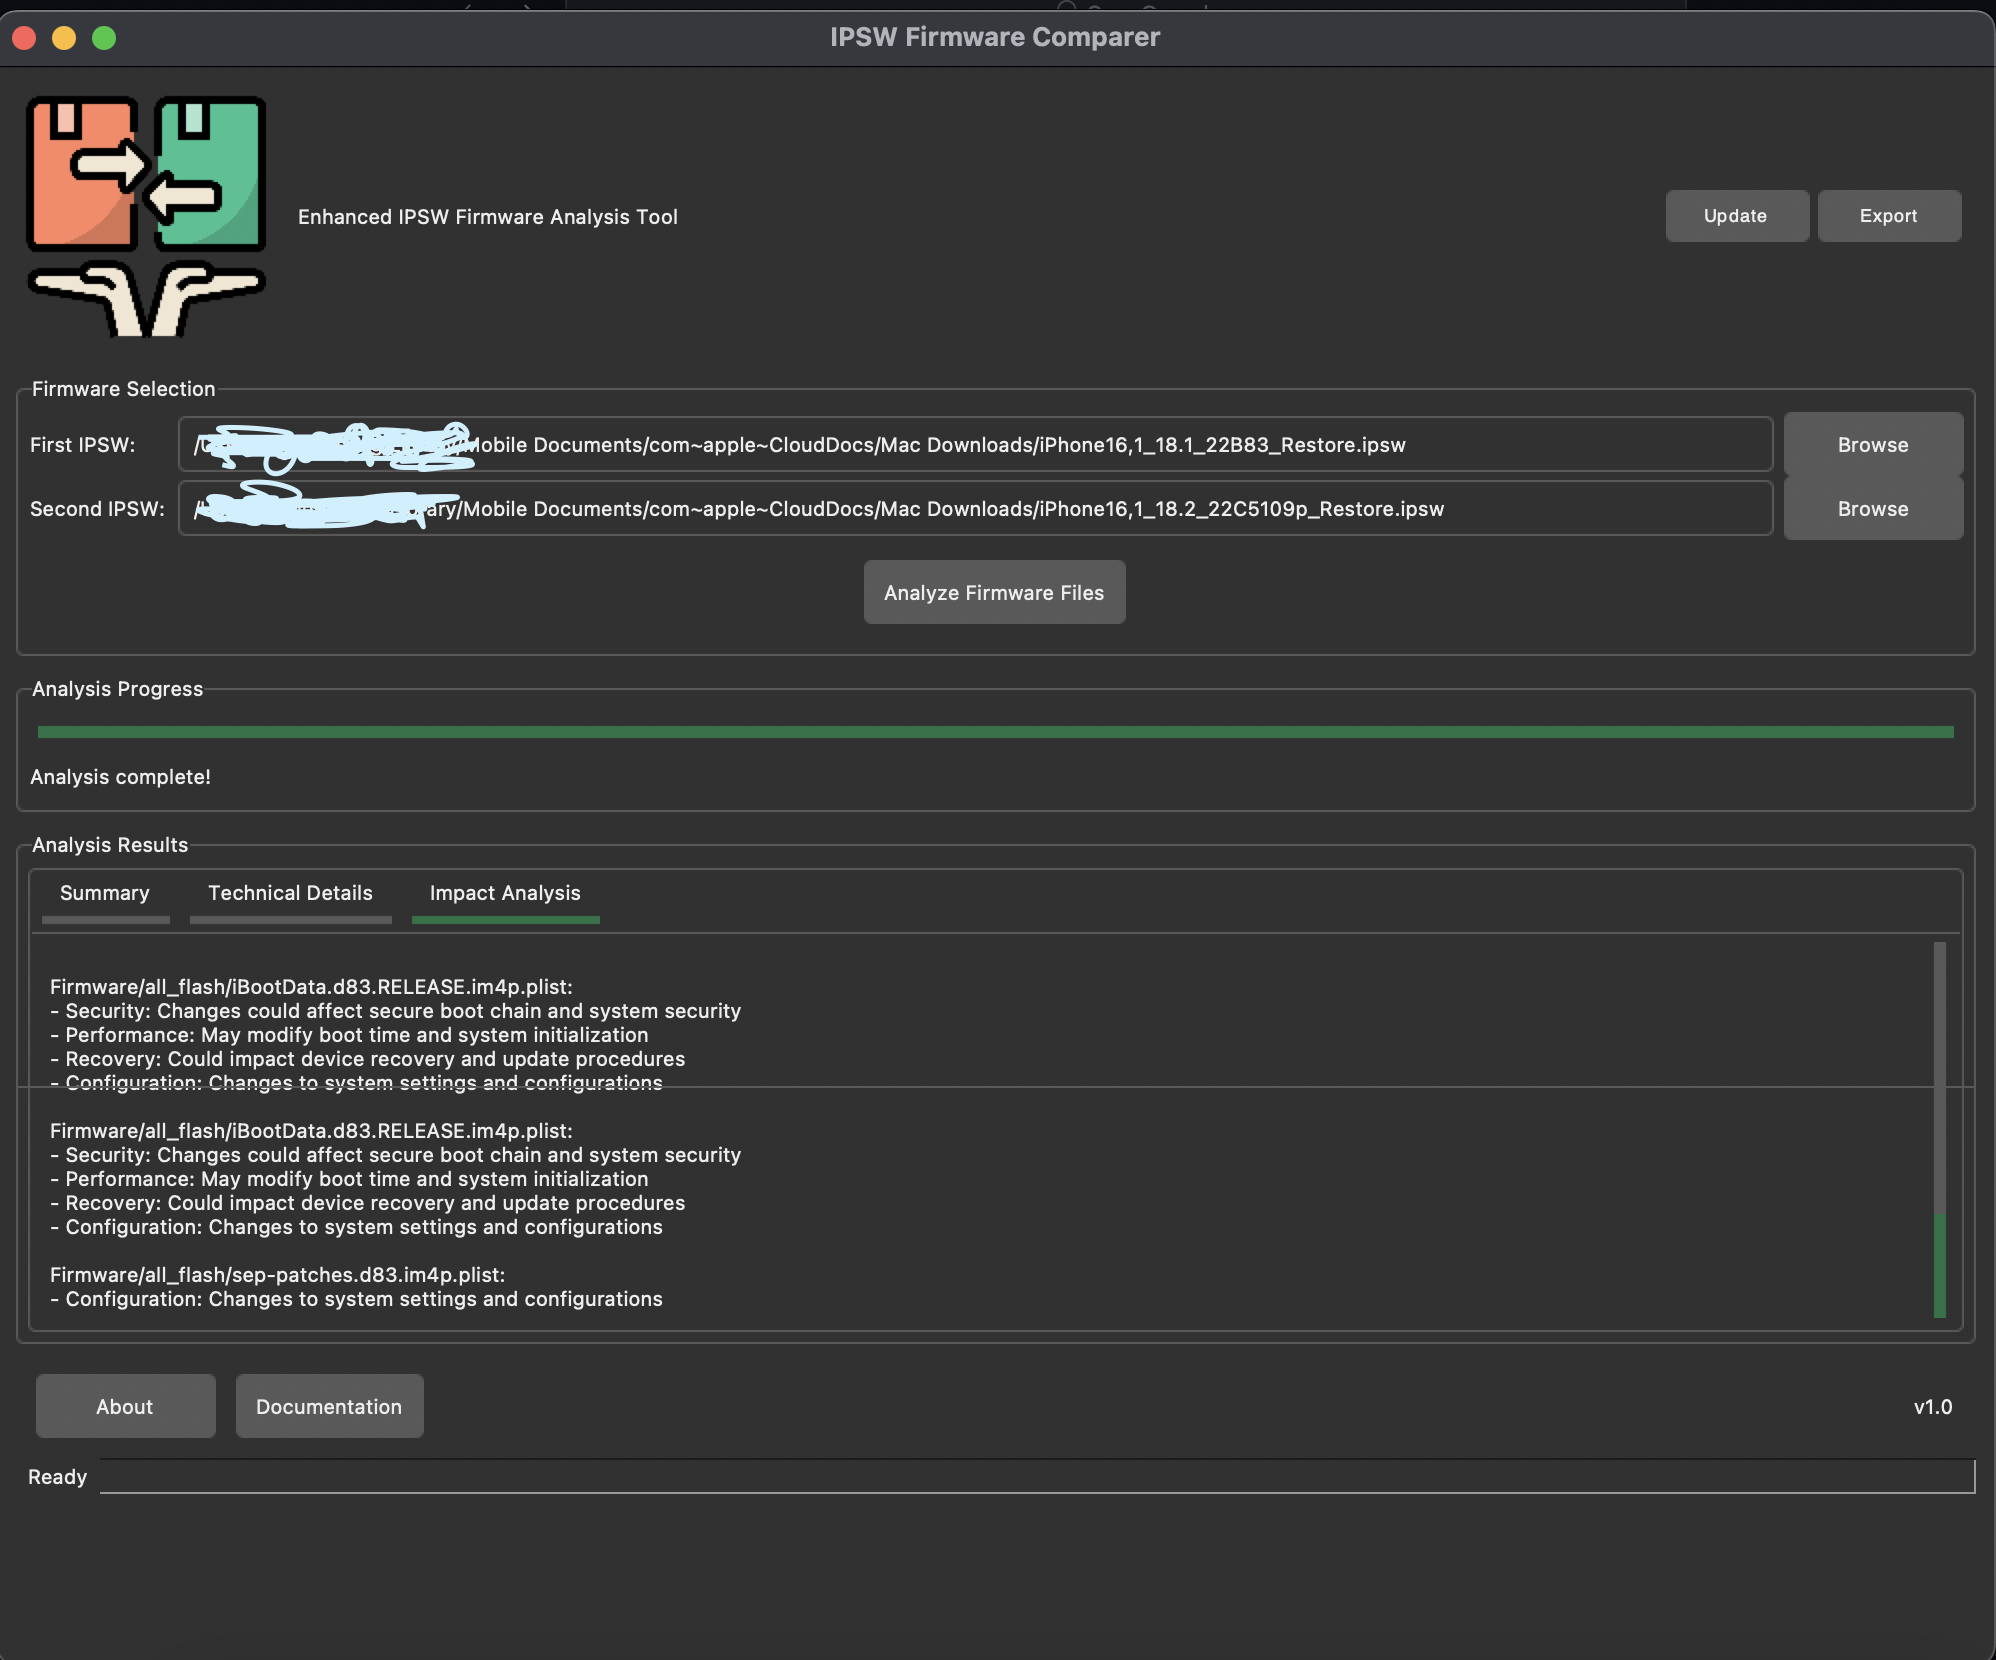 IPSW Firmware Comparer
Enhanced IPSW Firmware Analysis Tool
Update
Export
Firmware Selection
First IPSW:
/Mobile Documents/com~apple~CloudDocs/Mac Downloads/iPhone16,1_18.1_22B83_Restore.ipsw
Browse
Second IPSW:
/Mobile Documents/com~apple~CloudDocs/Mac Downloads/iPhone16,1_18.2_22C5109p_Restore.ipsw
Browse
Analyze Firmware Files
Analysis Progress
Analysis complete!
Analysis Results
Summary
Technical Details
Impact Analysis
Firmware/all_flash/iBootData.d83.RELEASE.im4p.plist:
- Security: Changes could affect secure boot chain and system security
- Performance: May modify boot time and system initialization
- Recovery: Could impact device recovery and update procedures
- Configuration: Changes to system settings and configurations
Firmware/all_flash/iBootData.d83.RELEASE.im4p.plist:
- Security: Changes could affect secure boot chain and system security
- Performance: May modify boot time and system initialization
- Recovery: Could impact device recovery and update procedures
- Configuration: Changes to system settings and configurations
Firmware/all_flash/sep-patches.d83.im4p.plist:
- Configuration: Changes to system settings and configurations
About
Documentation
v1.0
Ready